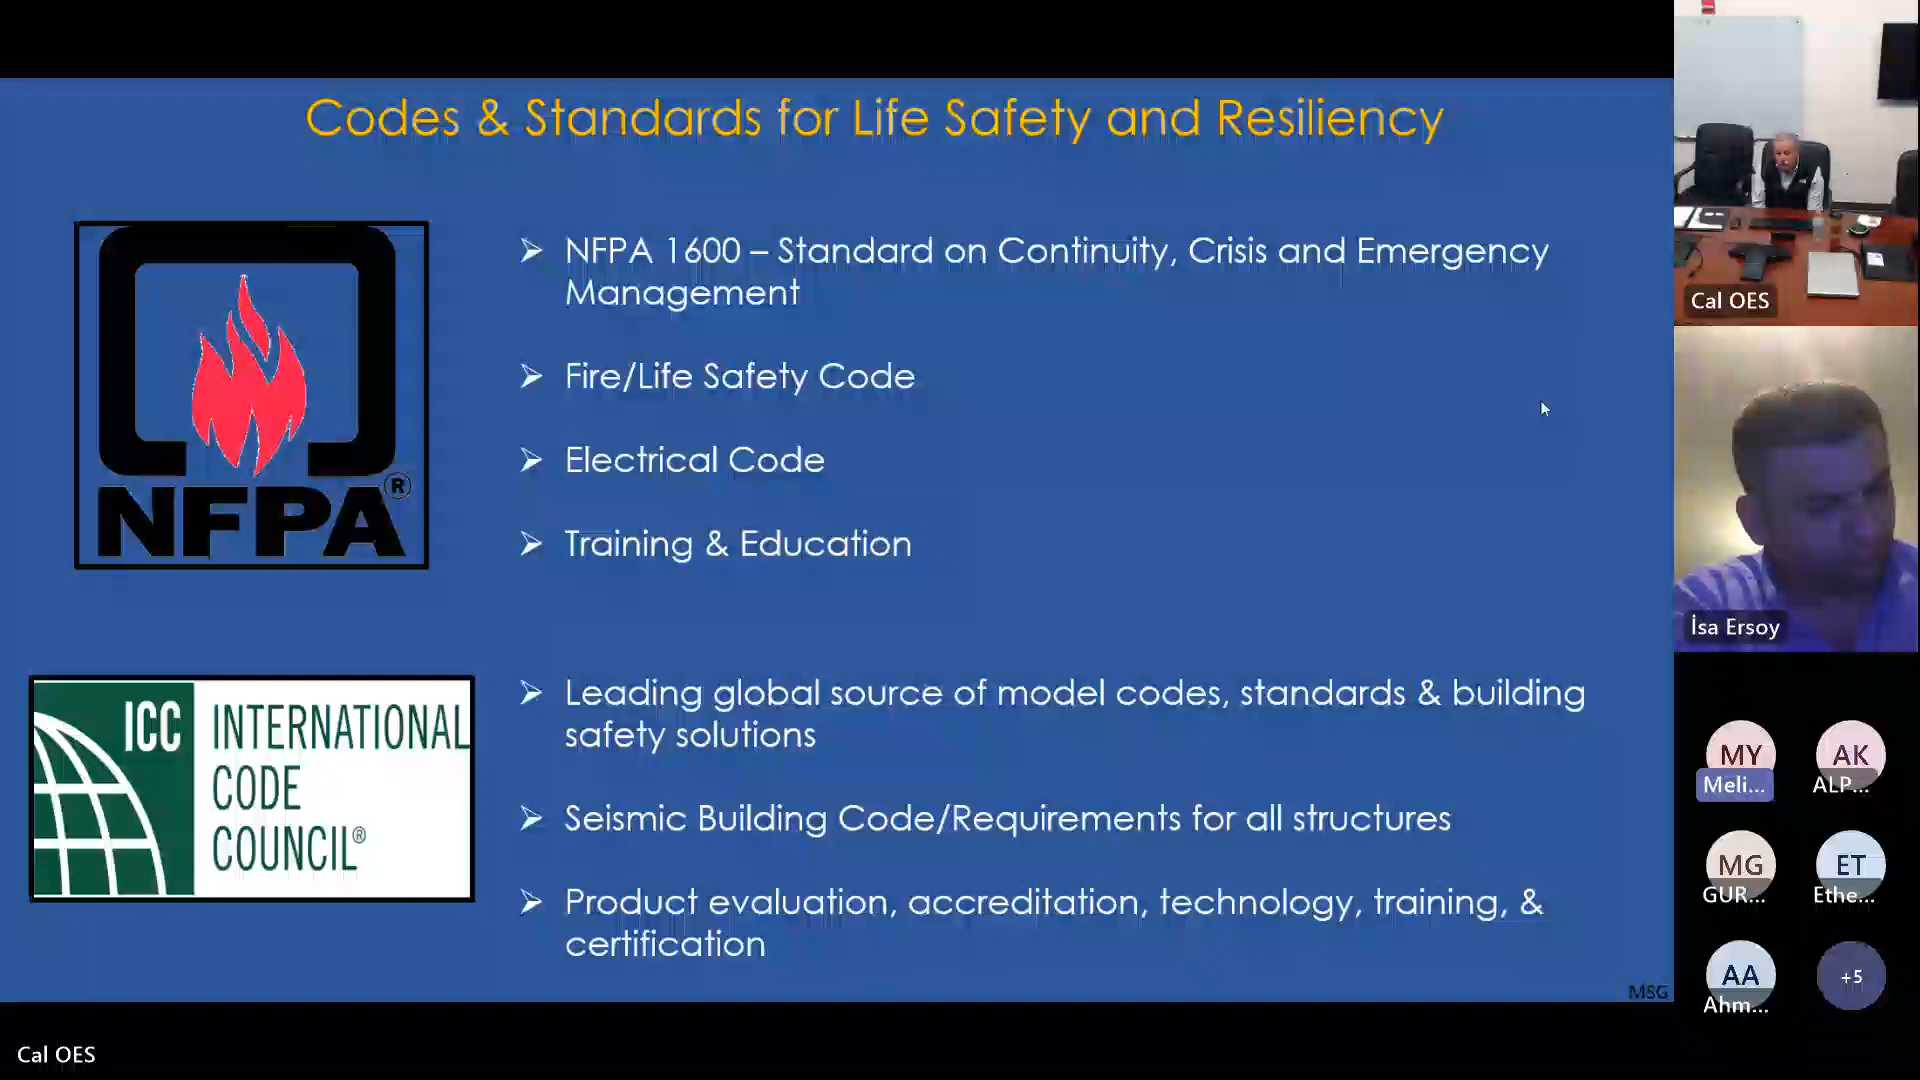 Codes & Standards for Life Safety and Resiliency
NFPA®
NFPA 1600 – Standard on Continuity, Crisis and Emergency
Management
Fire/Life Safety Code
Electrical Code
Training & Education
ICC INTERNATIONAL
CODE
COUNCIL®
Leading global source of model codes, standards & building
safety solutions
Seismic Building Code/Requirements for all structures
Product evaluation, accreditation, technology, training, &
certification
MSG
Cal OES
Cal OES
İsa Ersoy
MY
Meli...
AK
ALP...
MG
GUR...
ET
Ethe...
AA
Ahm...
+5